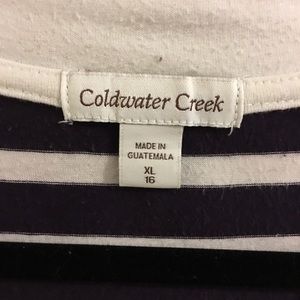 Coldwater Creek
MADE IN
GUATEMALA
XL
16